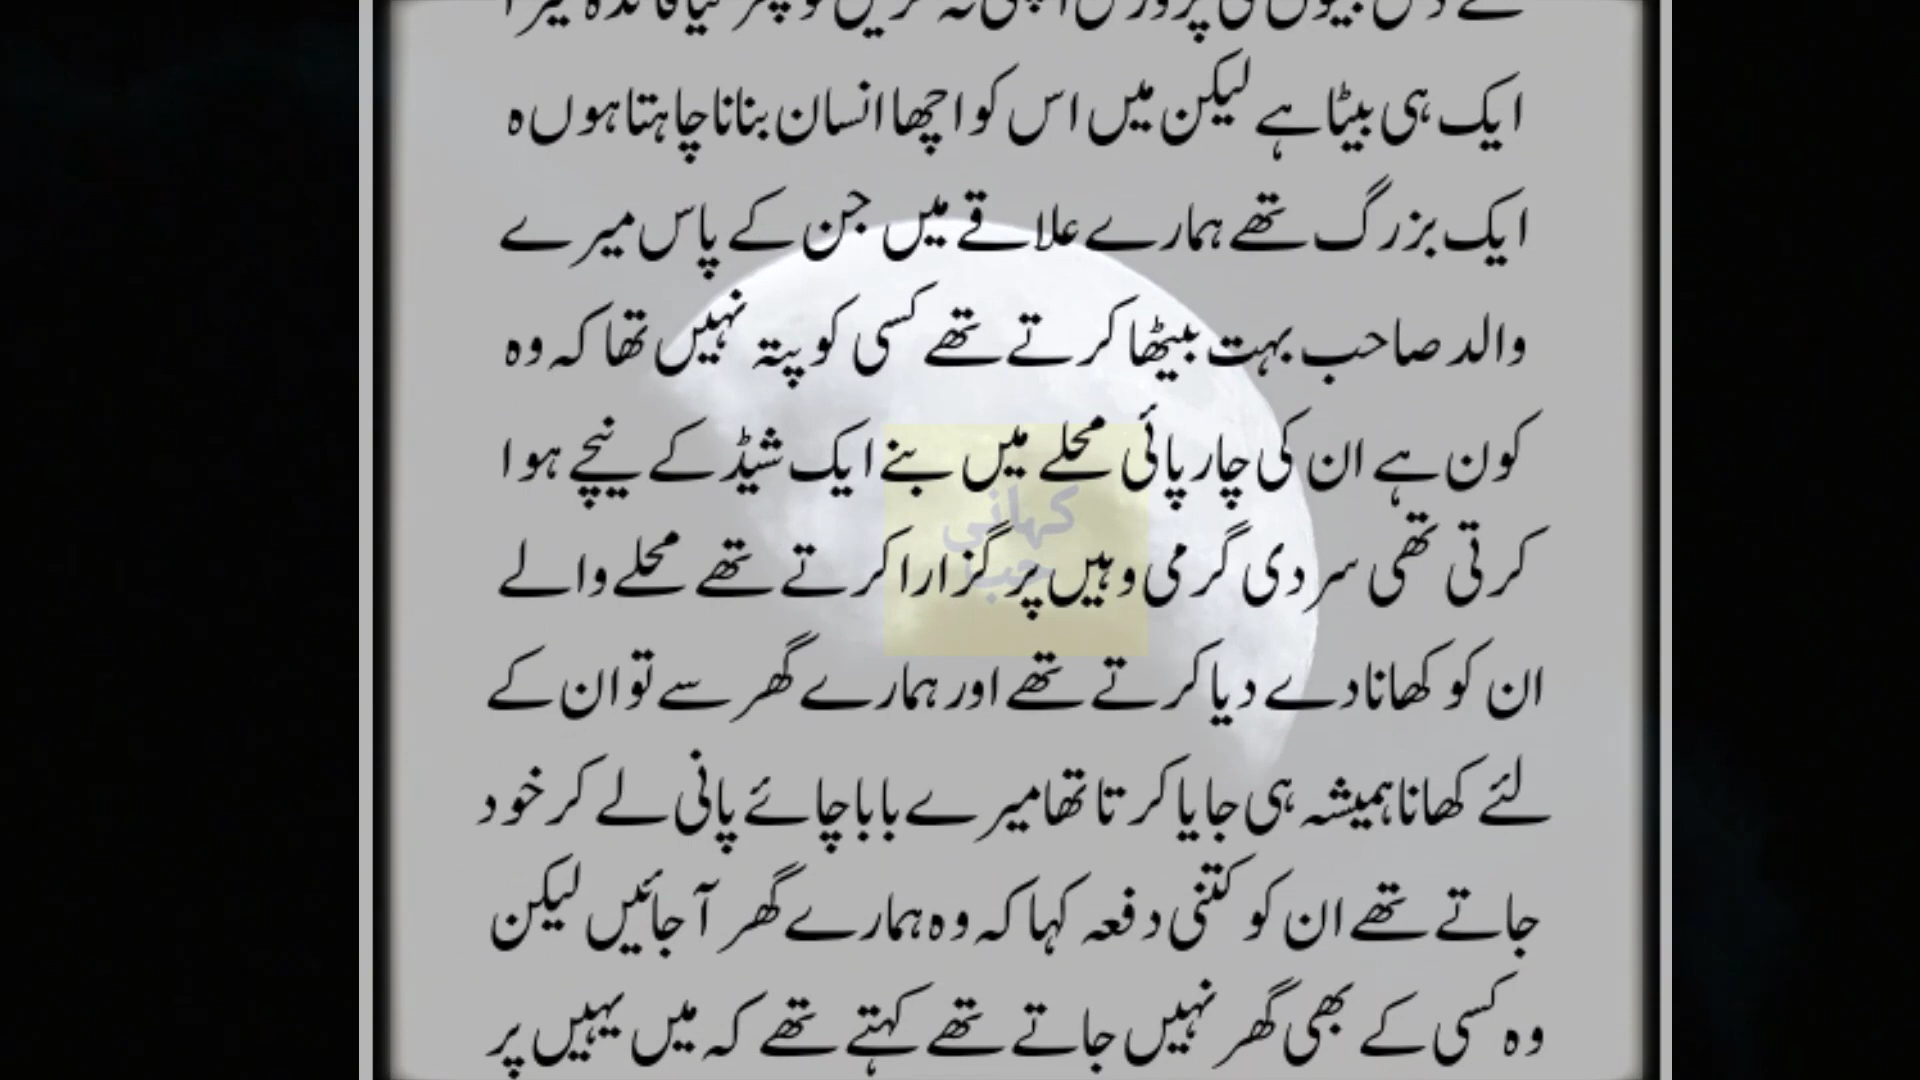 ایک ہی بیٹا ہے لیکن میں اس کو اچھا انسان بنانا چاہتا ہوں ہ
ایک بزرگ تھے ہمارے علاقے میں جن کے پاس میرے
والد صاحب بہت بیٹھا کرتے تھے کسی کو پتہ نہیں تھا کہ وہ
کون ہے ان کی چارپائی محلے میں بنے ایک شیڈ کے نیچے ہوا
کرتی تھی سردی گرمی وہیں پر گزارا کرتے تھے محلے والے
ان کو کھانا دے دیا کرتے تھے اور ہمارے گھر سے تو ان کے
لئے کھانا ہمیشہ ہی جایا کرتا تھا میرے بابا چائے پانی لے کر خود
جاتے تھے ان کو کتنی دفعہ کہا کہ وہ ہمارے گھر آ جائیں لیکن
وہ کسی کے بھی گھر نہیں جاتے تھے کہتے تھے کہ میں یہیں پر
کہانی